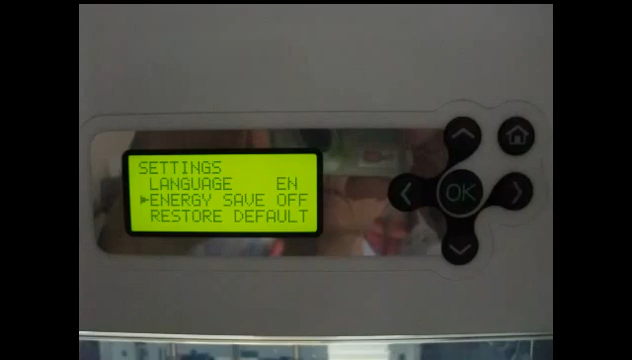 SETTINGS
LANGUAGE EN
▶ENERGY SAVE OFF
RESTORE DEFAULT
OK